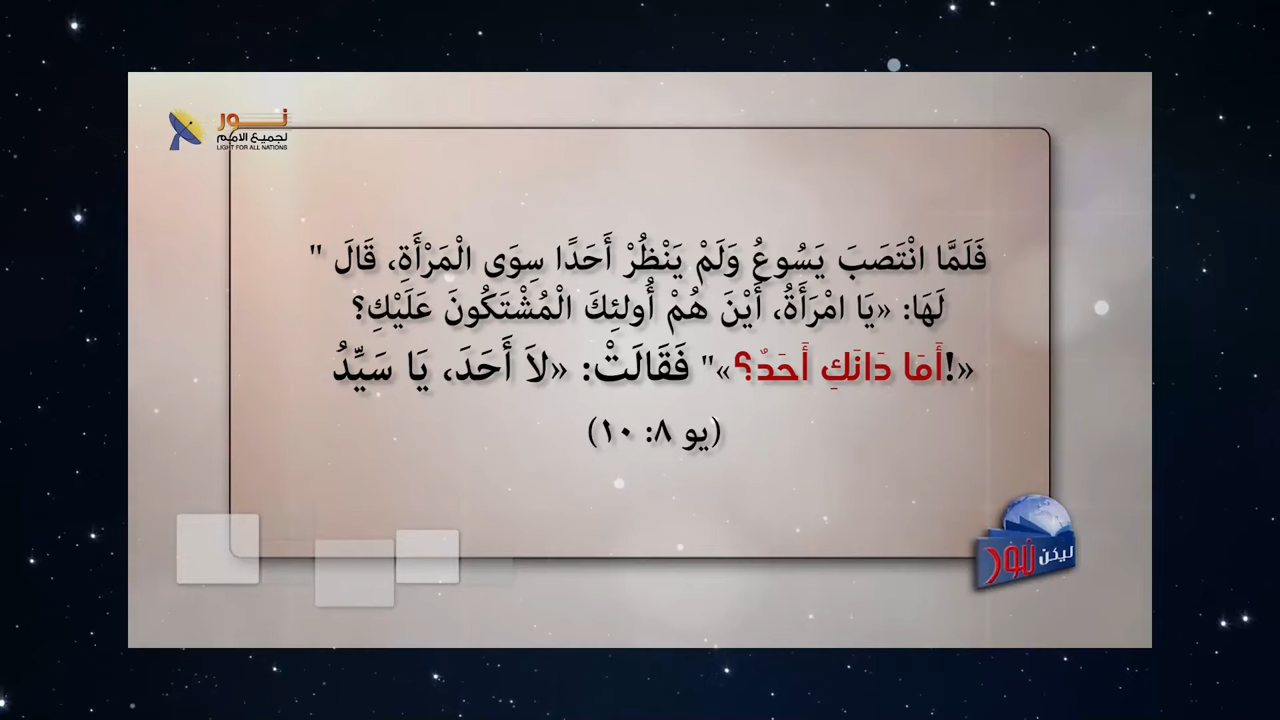 نور
لجميع الامم
LIGHT FOR ALL NATIONS
فَلَمَّا انْتَصَبَ يَسُوعُ وَلَمْ يَنْظُرْ أَحَدًا سِوَى الْمَرْأَةِ، قَالَ "
لَهَا: «يَا امْرَأَةُ، أَيْنَ هُمْ أُولئِكَ الْمُشْتَكُونَ عَلَيْكِ؟
«!أَمَا دَانَكِ أَحَدٌ؟»" فَقَالَتْ: «لاَ أَحَدَ، يَا سَيِّدُ
(يو ٨: ١٠)
ليكن نور